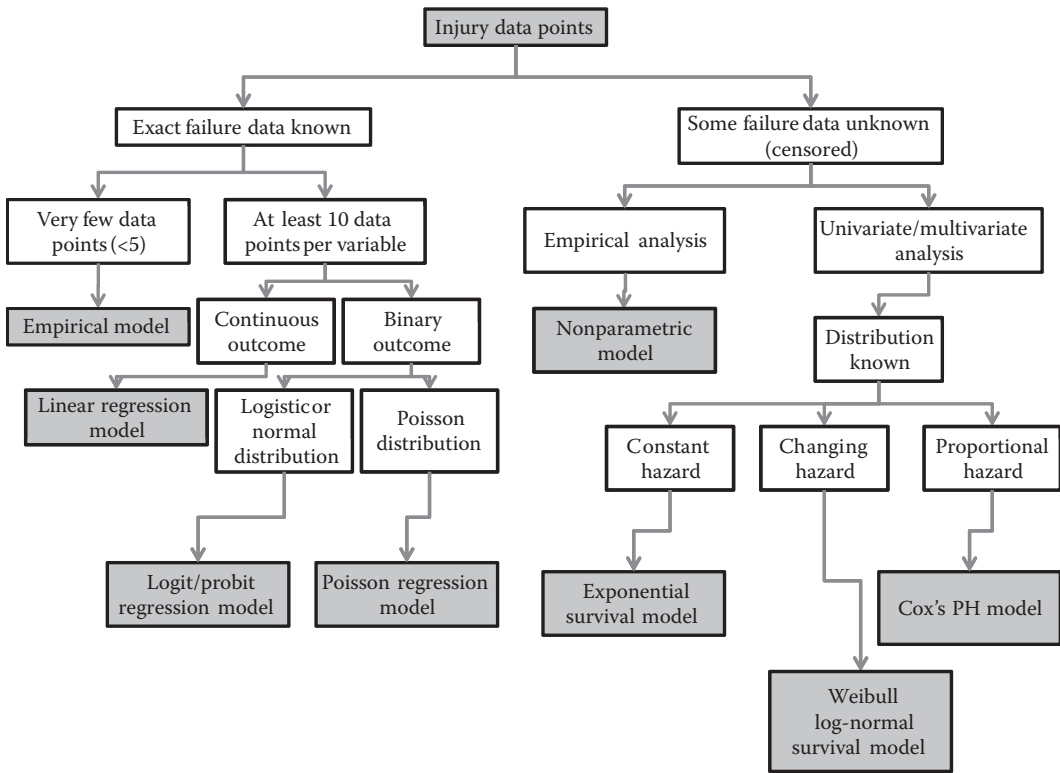 Injury data points
Exact failure data known
Some failure data unknown
(censored)
Very few data
points (<5)
At least 10 data
points per variable
Empirical analysis
Univariate/multivariate
analysis
Empirical model
Continuous
outcome
Binary
outcome
Nonparametric
model
Distribution
known
Linear regression
model
Logistic or
normal
distribution
Poisson
distribution
Constant
hazard
Changing
hazard
Proportional
hazard
Logit/probit
regression model
Poisson regression
model
Exponential
survival model
Cox's PH model
Weibull
log-normal
survival model